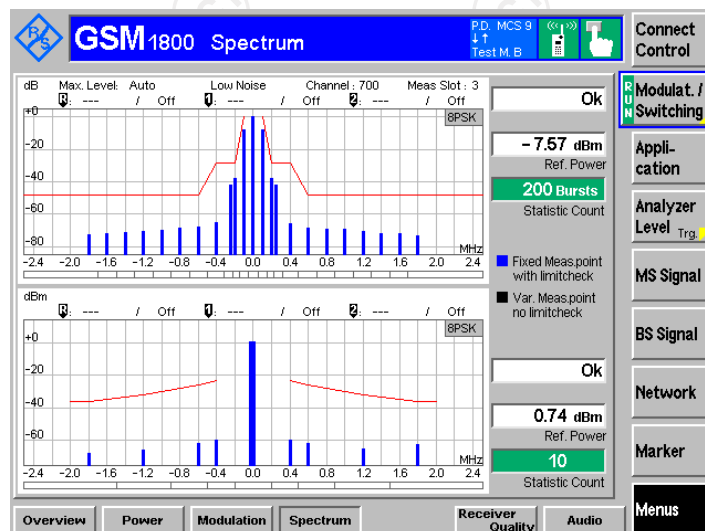 R S
GSM 1800 Spectrum
P.D. MCS 9
Test M. B
Connect Control
RUN Modulat. / Switching
Appli-cation
Analyzer Level Trg.
MS Signal
BS Signal
Network
Marker
Menus
dB Max. Level: Auto Low Noise Channel : 700 Meas Slot : 3
R: --- / Off 1: --- / Off 2: --- / Off
8PSK
+0
-20
-40
-60
-80
MHz
-2.4 -2.0 -1.6 -1.2 -0.8 -0.4 0.0 0.4 0.8 1.2 1.6 2.0 2.4
Ok
-7.57 dBm
Ref. Power
200 Bursts
Statistic Count
Fixed Meas.point
with limitcheck
Var. Meas.point
no limitcheck
dBm
R: --- / Off 1: --- / Off 2: --- / Off
8PSK
+0
-20
-40
-60
MHz
-2.4 -2.0 -1.6 -1.2 -0.8 -0.4 0.0 0.4 0.8 1.2 1.6 2.0 2.4
Ok
0.74 dBm
Ref. Power
10
Statistic Count
Overview Power Modulation Spectrum Receiver Quality Audio